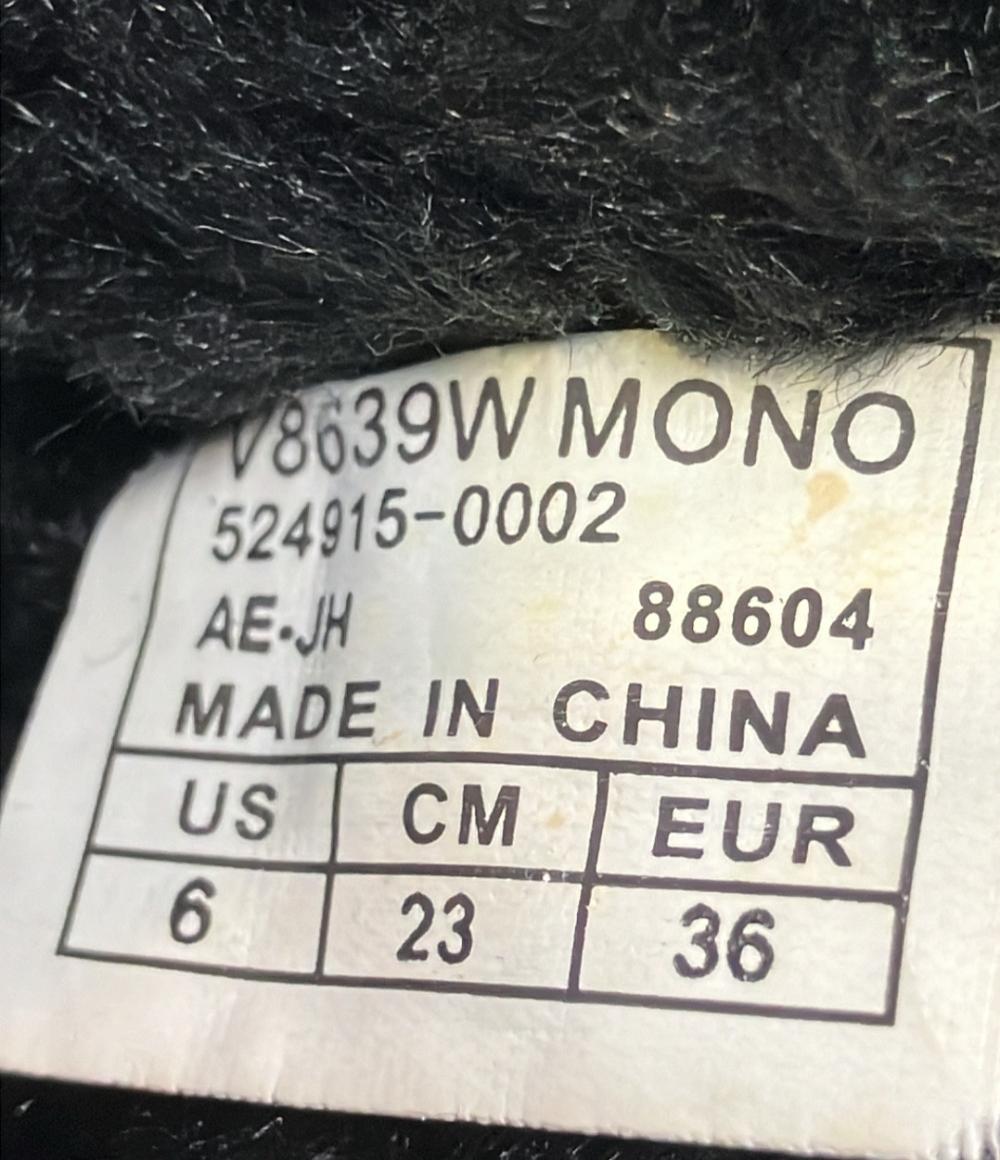 V8639W MONO
524915-0002
AE-JH 88604
MADE IN CHINA
US CM EUR
6 23 36